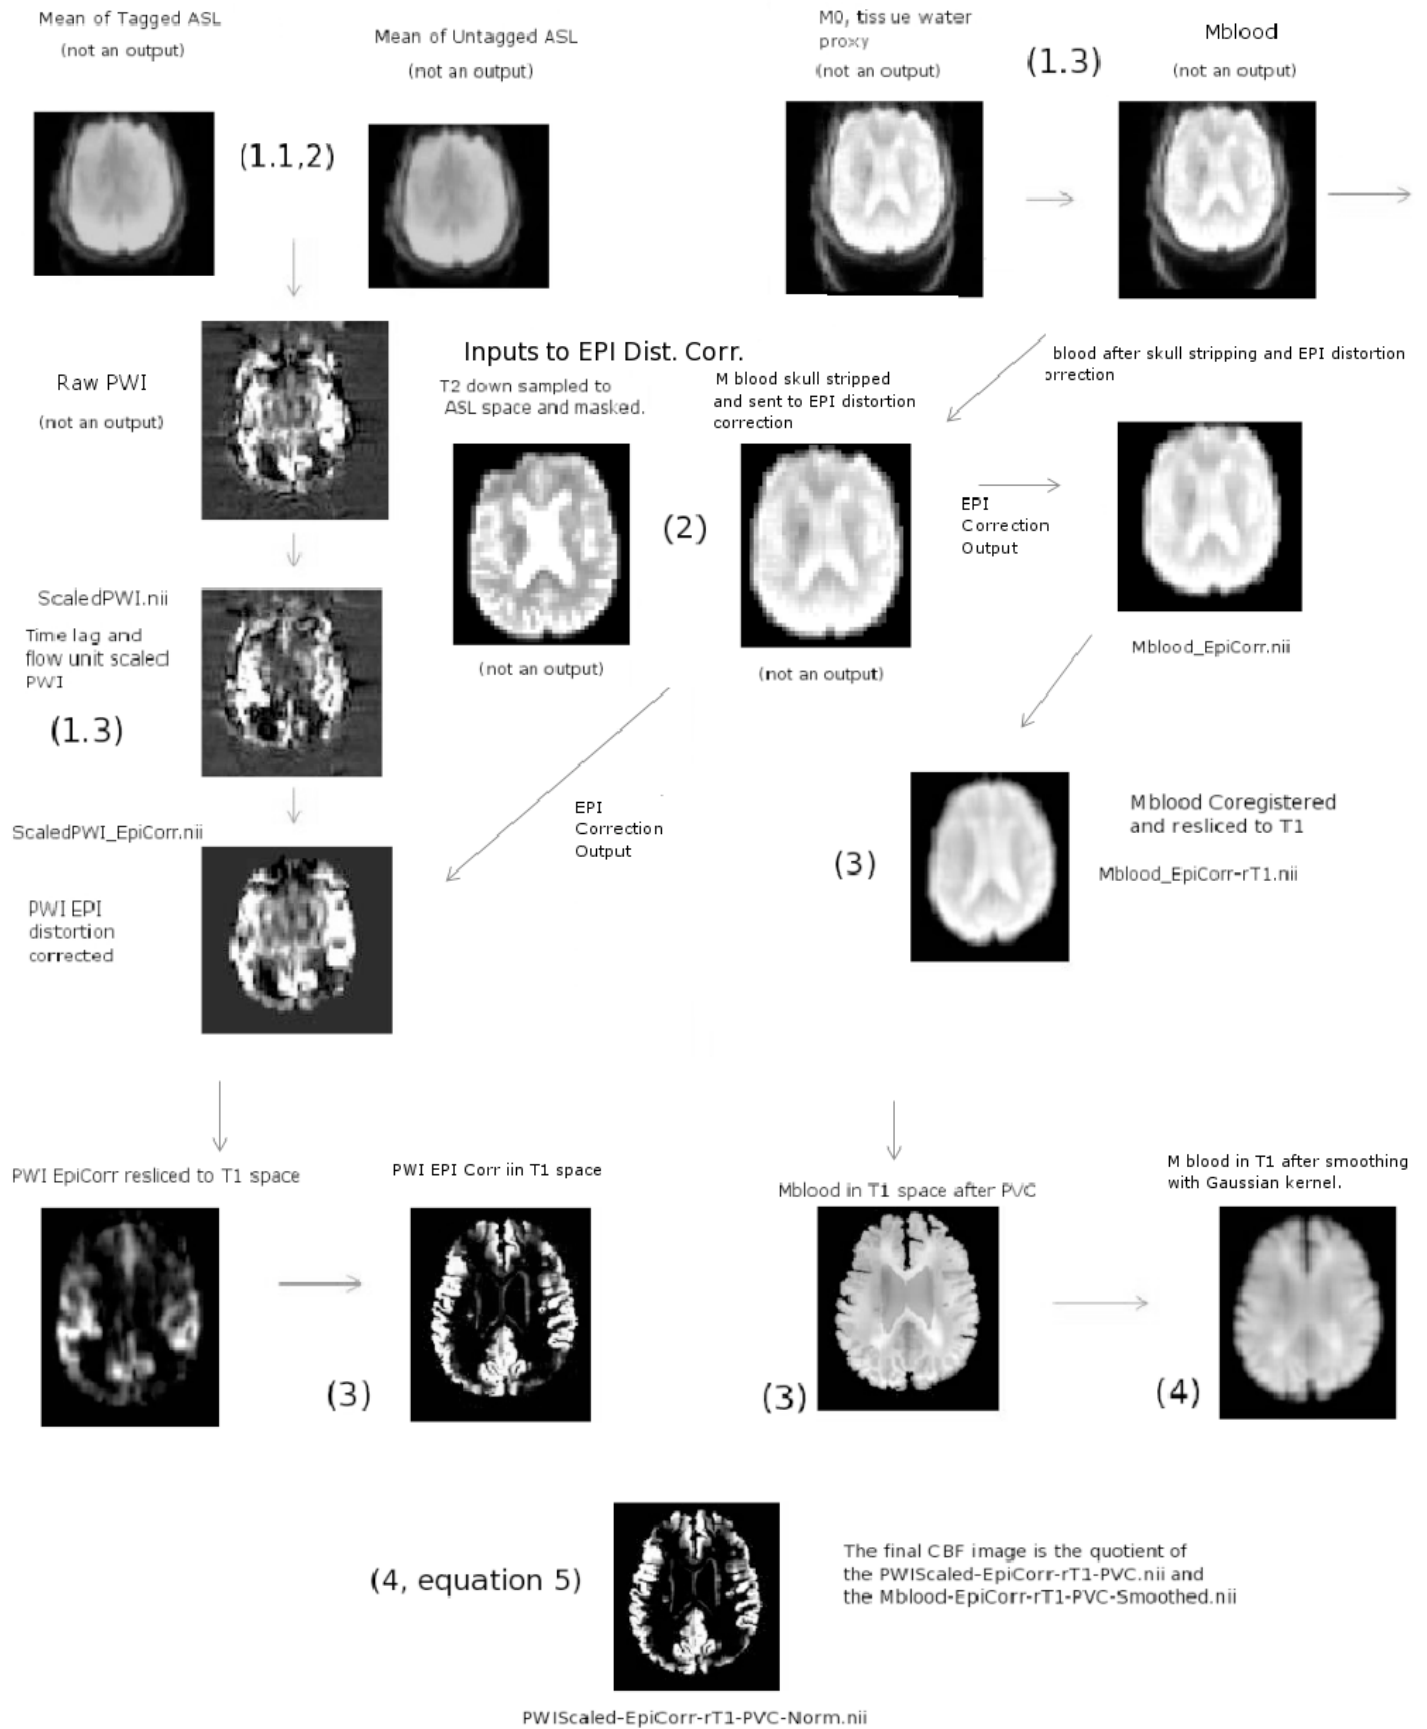 Mean of Tagged ASL
(not an output)
Mean of Untagged ASL
(not an output)
M0, tissue water
proxy
(not an output)
(1.3)
Mblood
(not an output)
(1.1,2)
Raw PWI
(not an output)
Inputs to EPI Dist. Corr.
T2 down sampled to
ASL space and masked.
M blood skull stripped
and sent to EPI distortion
correction
blood after skull stripping and EPI distortion
orrection
(2)
EPI
Correction
Output
(not an output)
(not an output)
Mblood_EpiCorr.nii
ScaledPWI.nii
Time lag and
flow unit scaled
PWI
(1.3)
EPI
Correction
Output
ScaledPWI_EpiCorr.nii
PWI EPI
distortion
corrected
(3)
Mblood Coregistered
and resliced to T1
Mblood_EpiCorr-rT1.nii
PWI EpiCorr resliced to T1 space
PWI EPI Corr iin T1 space
(3)
Mblood in T1 space after PVC
(3)
M blood in T1 after smoothing
with Gaussian kernel.
(4)
(4, equation 5)
The final CBF image is the quotient of
the PWIScaled-EpiCorr-rT1-PVC.nii and
the Mblood-EpiCorr-rT1-PVC-Smoothed.nii
PWIScaled-EpiCorr-rT1-PVC-Norm.nii